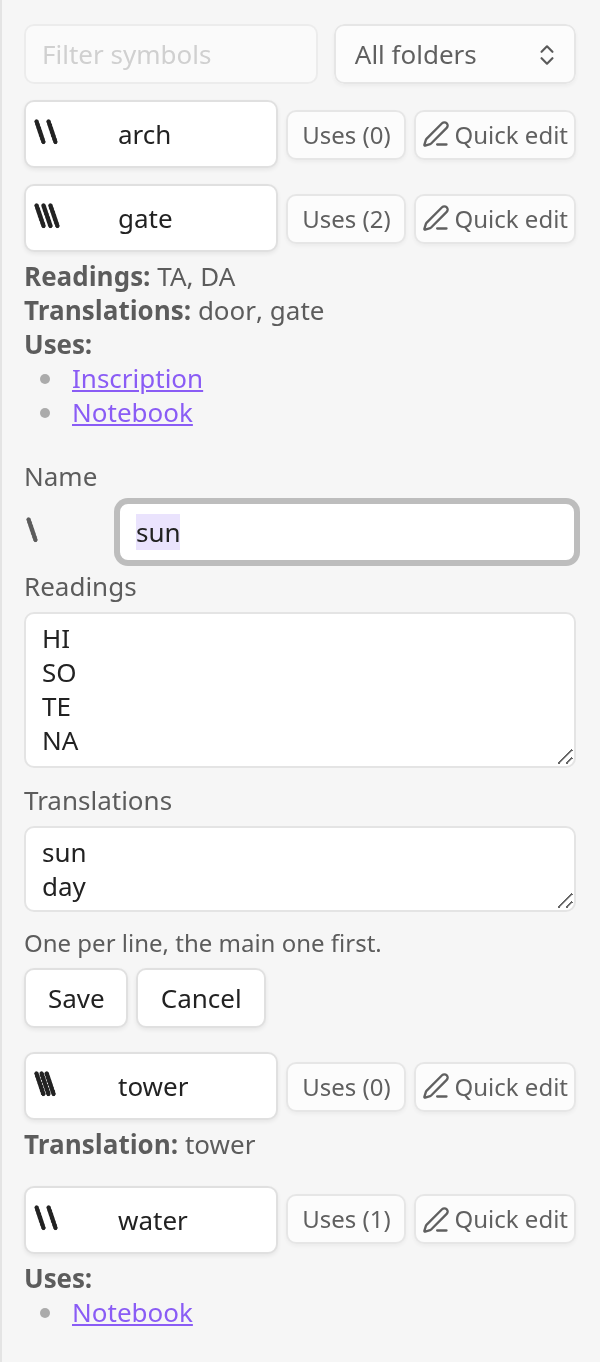 Filter symbols All folders
arch Uses (0) Quick edit
gate Uses (2) Quick edit
Readings: TA, DA
Translations: door, gate
Uses:
Inscription
Notebook
Name
sun
Readings
HI
SO
TE
NA
Translations
sun
day
One per line, the main one first.
Save Cancel
tower Uses (0) Quick edit
Translation: tower
water Uses (1) Quick edit
Uses:
Notebook